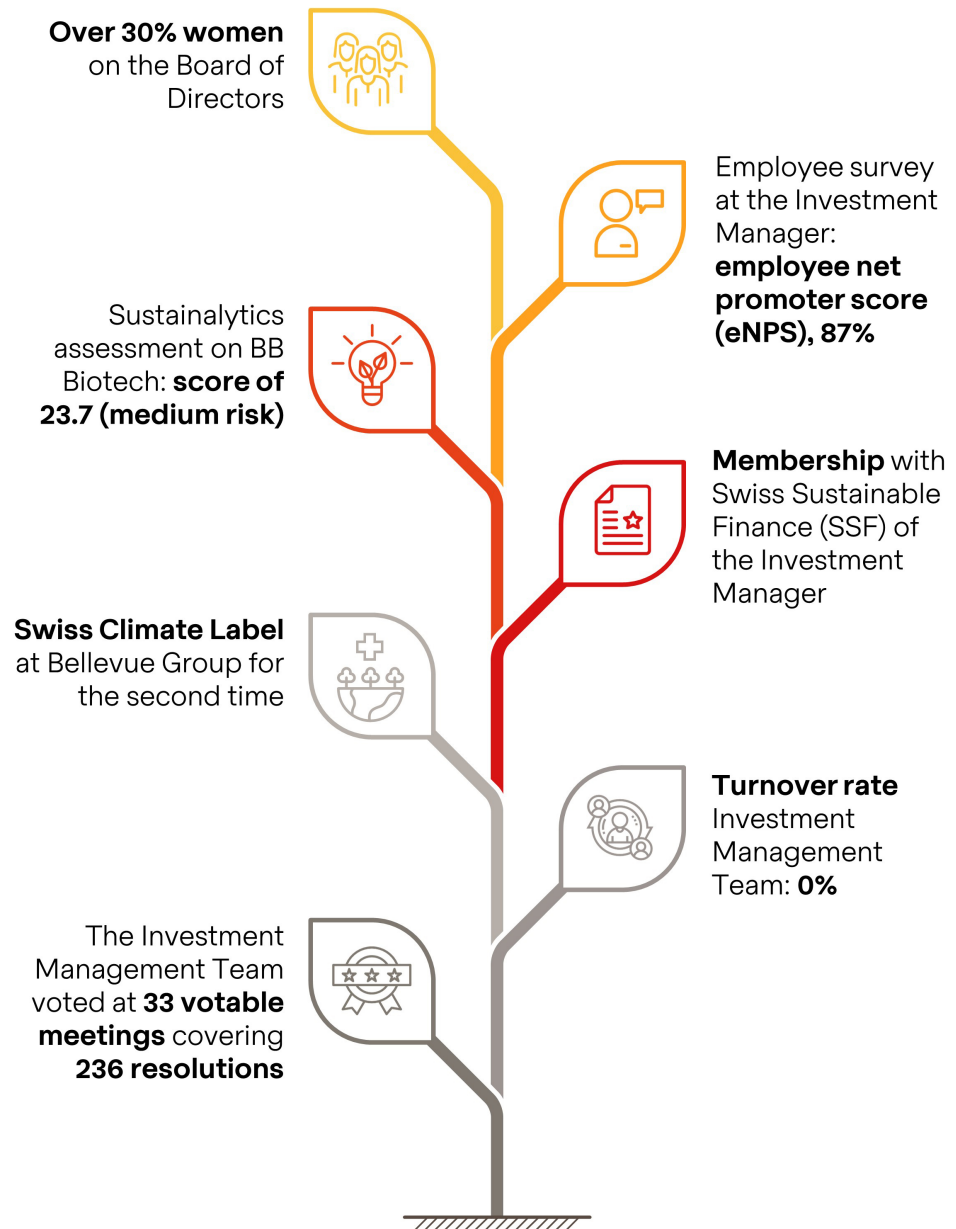 Over 30% women
on the Board of
Directors
Employee survey
at the Investment
Manager:
employee net
promoter score
(eNPS), 87%
Sustainalytics
assessment on BB
Biotech: score of
23.7 (medium risk)
Membership with
Swiss Sustainable
Finance (SSF) of
the Investment
Manager
Swiss Climate Label
at Bellevue Group for
the second time
Turnover rate
Investment
Management
Team: 0%
The Investment
Management Team
voted at 33 votable
meetings covering
236 resolutions